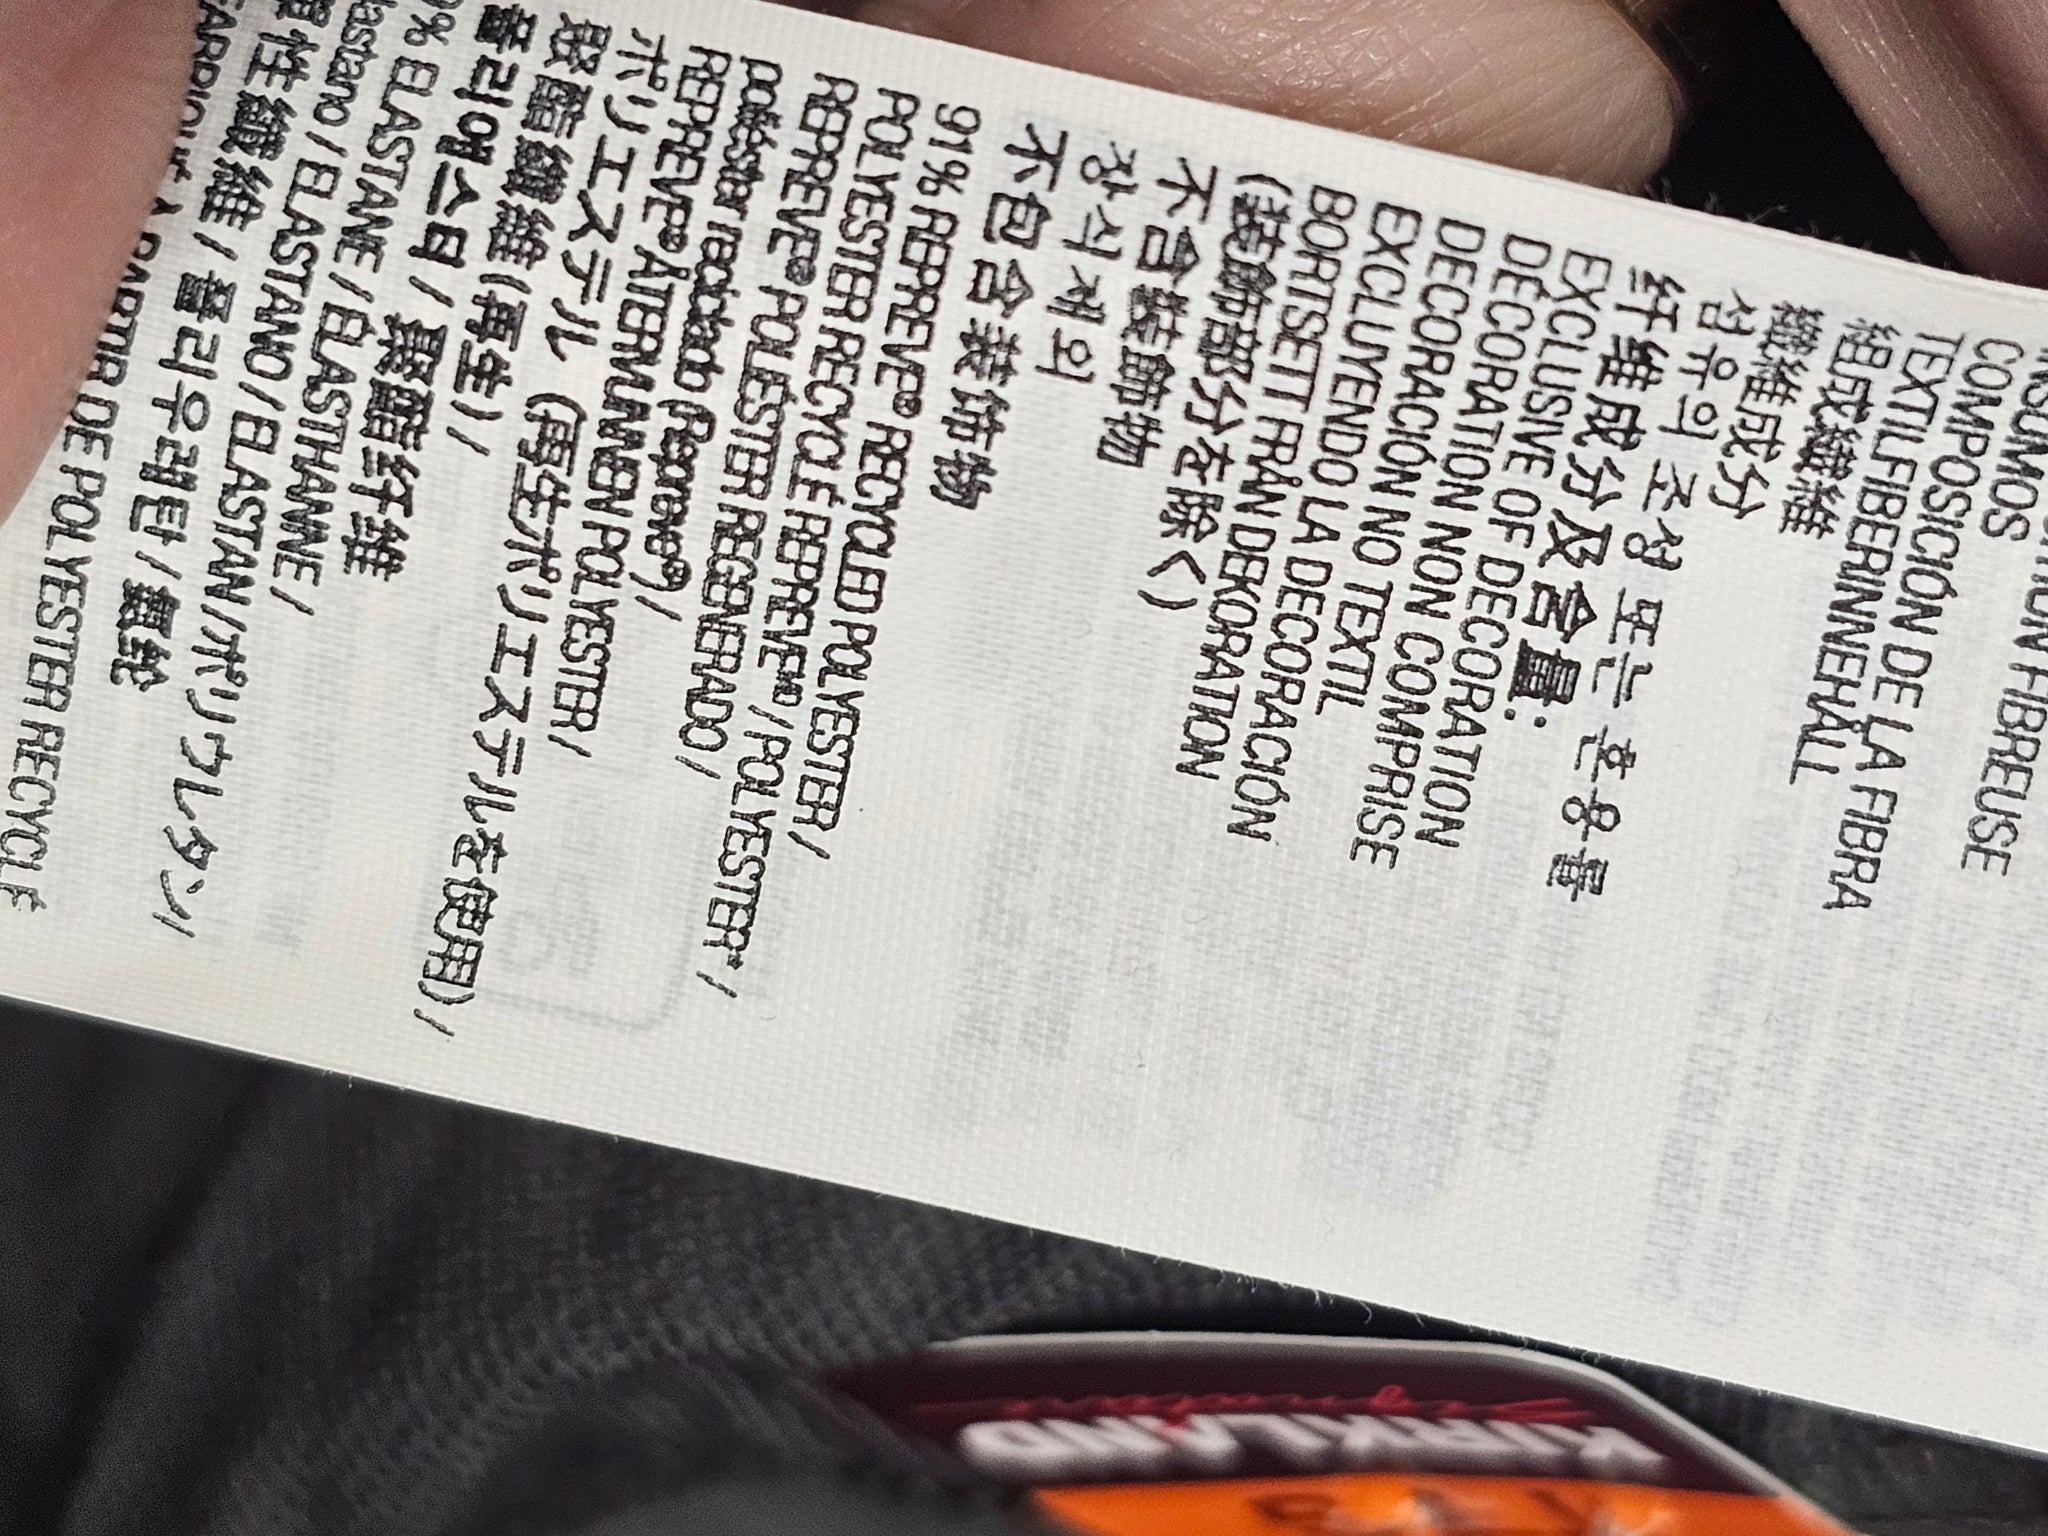 INSUMOS
COMPOSICIÓN DE LA FIBRA
TEXTILFIBERINNEHÅLL
組成繊維
纖維成分
섬유의 조성 또는 혼용률
纤维成分及含量:
EXCLUSIVE OF DECORATION
DÉCORATION NON COMPRISE
DECORACIÓN NO TEXTIL
EXCLUYENDO LA DECORACIÓN
BORTSETT FRÅN DEKORATION
(装飾部分を除く)
不含裝飾物
장식 제외
不包含装饰物
91% REPREVE® RECYCLED POLYESTER /
POLYESTER RECYCLÉ REPREVE /
REPREVE® POLIÉSTER REGENERADO /
poliéster reciclado (Repreve®) /
REPREVE® ÅTERVUNNEN POLYESTER /
ポリエステル (再生ポリエステルを使用) /
聚酯纖維 (再生) /
폴리에스터 / 聚酯纤维
9% ELASTANE / ÉLASTHANNE /
elastano / ELASTANO / ELASTAN /ポリウレタン/
彈性纖維 / 폴리우레탄 / 氨纶
À PARTIR DE POLYESTER RECYCLÉ
KIRKLAND